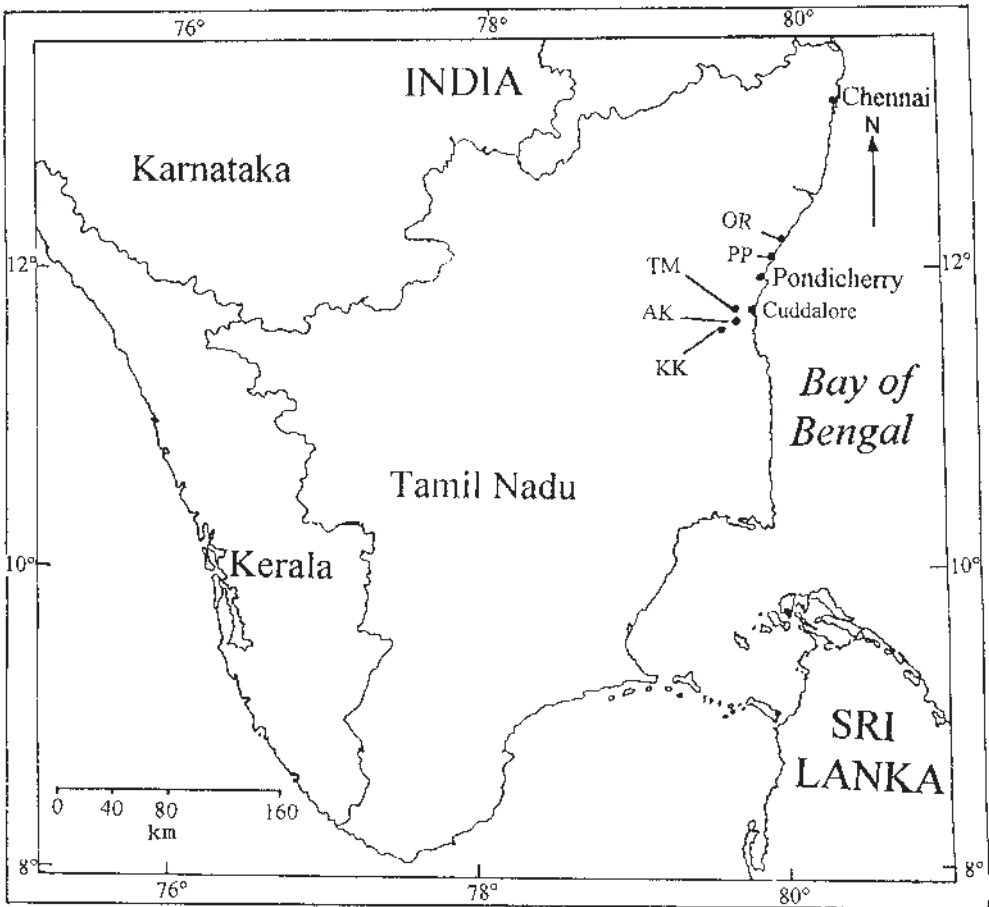 76°
78°
80°
INDIA
Chennai
N
Karnataka
OR
PP
12°
12°
TM
Pondicherry
AK
Cuddalore
KK
Bay of
Bengal
Tamil Nadu
10°
Kerala
10°
SRI
LANKA
0 40 80 160
km
8°
8°
76°
78°
80°